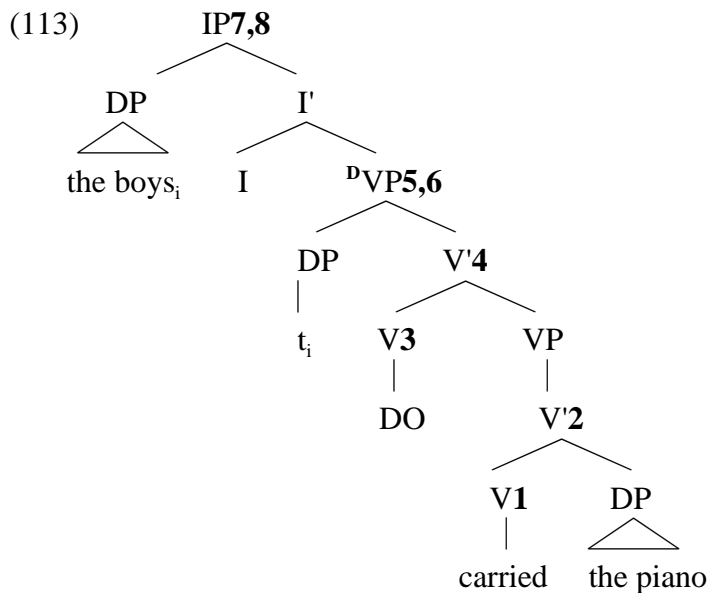 (113) IP7,8
DP I'
the boysi I DVP5,6
DP V'4
ti V3 VP
DO V'2
V1 DP
carried the piano